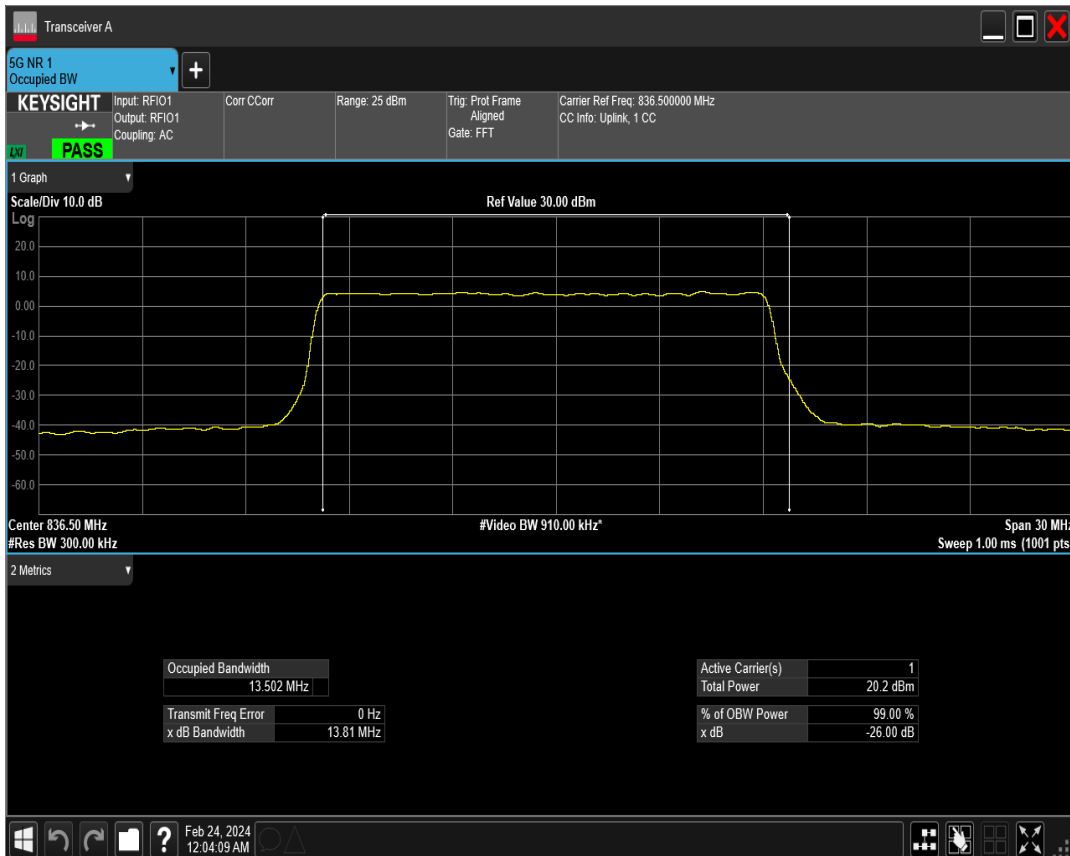 Transceiver A
5G NR 1
Occupied BW
KEYSIGHT
Input: RFIO1
Output: RFIO1
Coupling: AC
Corr CCorr
Range: 25 dBm
Trig: Prot Frame
Aligned
Gate: FFT
Carrier Ref Freq: 836.500000 MHz
CC Info: Uplink, 1 CC
LXI
PASS
1 Graph
Scale/Div 10.0 dB
Ref Value 30.00 dBm
Log
20.0
10.0
0.00
-10.0
-20.0
-30.0
-40.0
-50.0
-60.0
Center 836.50 MHz
#Video BW 910.00 kHz*
Span 30 MHz
#Res BW 300.00 kHz
Sweep 1.00 ms (1001 pts
2 Metrics
Occupied Bandwidth
13.502 MHz
Transmit Freq Error 0 Hz
x dB Bandwidth 13.81 MHz
Active Carrier(s) 1
Total Power 20.2 dBm
% of OBW Power 99.00 %
x dB -26.00 dB
Feb 24, 2024
12:04:09 AM